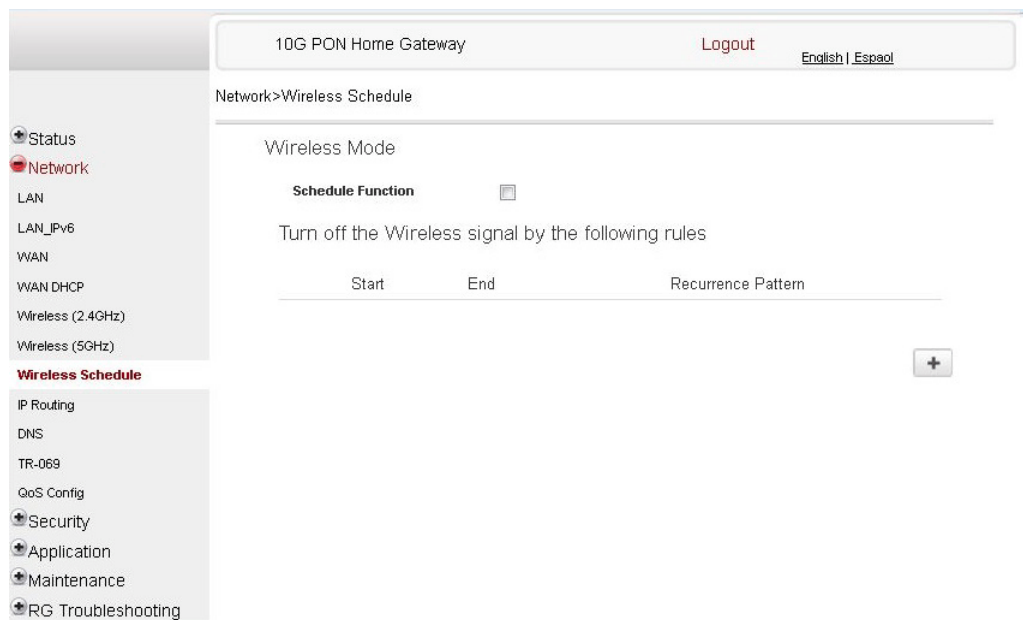 10G PON Home Gateway
Logout
English | Espaol
Network>Wireless Schedule
Status
Network
LAN
LAN_IPv6
WAN
WAN DHCP
Wireless (2.4GHz)
Wireless (5GHz)
Wireless Schedule
IP Routing
DNS
TR-069
QoS Config
Security
Application
Maintenance
RG Troubleshooting
Wireless Mode
Schedule Function
Turn off the Wireless signal by the following rules
Start End Recurrence Pattern